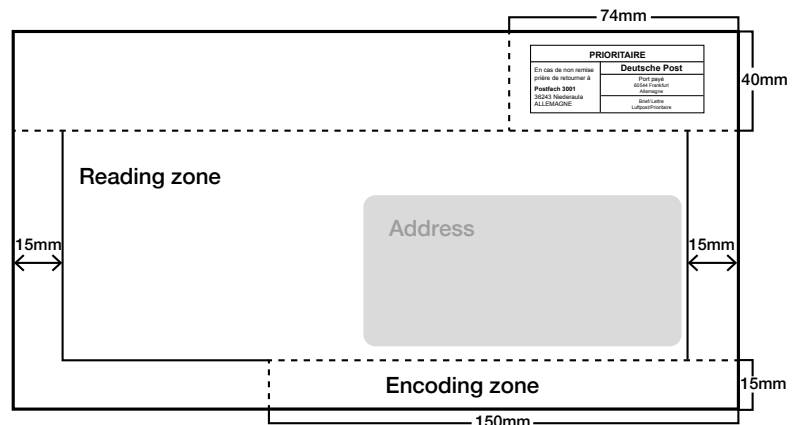 74mm
PRIORITAIRE
En cas de non remise
prière de retourner à
Postfach 3001
36243 Niederaula
ALLEMAGNE
Deutsche Post
Port payé
60544 Frankfurt
Allemagne
Brief/Lettre
Luftpost/Prioritaire
40mm
Reading zone
Address
15mm
15mm
Encoding zone
15mm
150mm